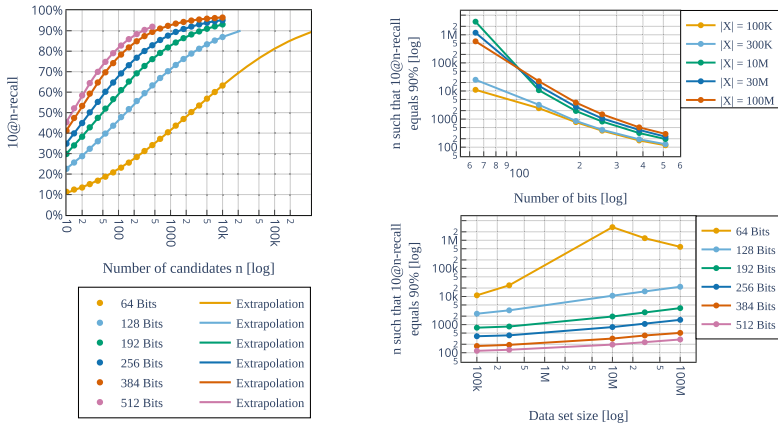 100%
90%
80%
70%
60%
50%
40%
30%
20%
10%
0%
10@n-recall
10 2 5 100 2 5 1000 2 5 10k 2 5 100k 2
Number of candidates n [log]
64 Bits Extrapolation
128 Bits Extrapolation
192 Bits Extrapolation
256 Bits Extrapolation
384 Bits Extrapolation
512 Bits Extrapolation
n such that 10@n-recall
equals 90% [log]
2
1M
5
2
100k
5
2
10k
5
2
1000
5
2
100
5
6 7 8 9 100 2 3 4 5 6
Number of bits [log]
|X| = 100K
|X| = 300K
|X| = 10M
|X| = 30M
|X| = 100M
n such that 10@n-recall
equals 90% [log]
2
1M
5
2
100k
5
2
10k
5
2
1000
5
2
100
100k 2 5 1M 2 5 10M 2 5 100M
Data set size [log]
64 Bits
128 Bits
192 Bits
256 Bits
384 Bits
512 Bits